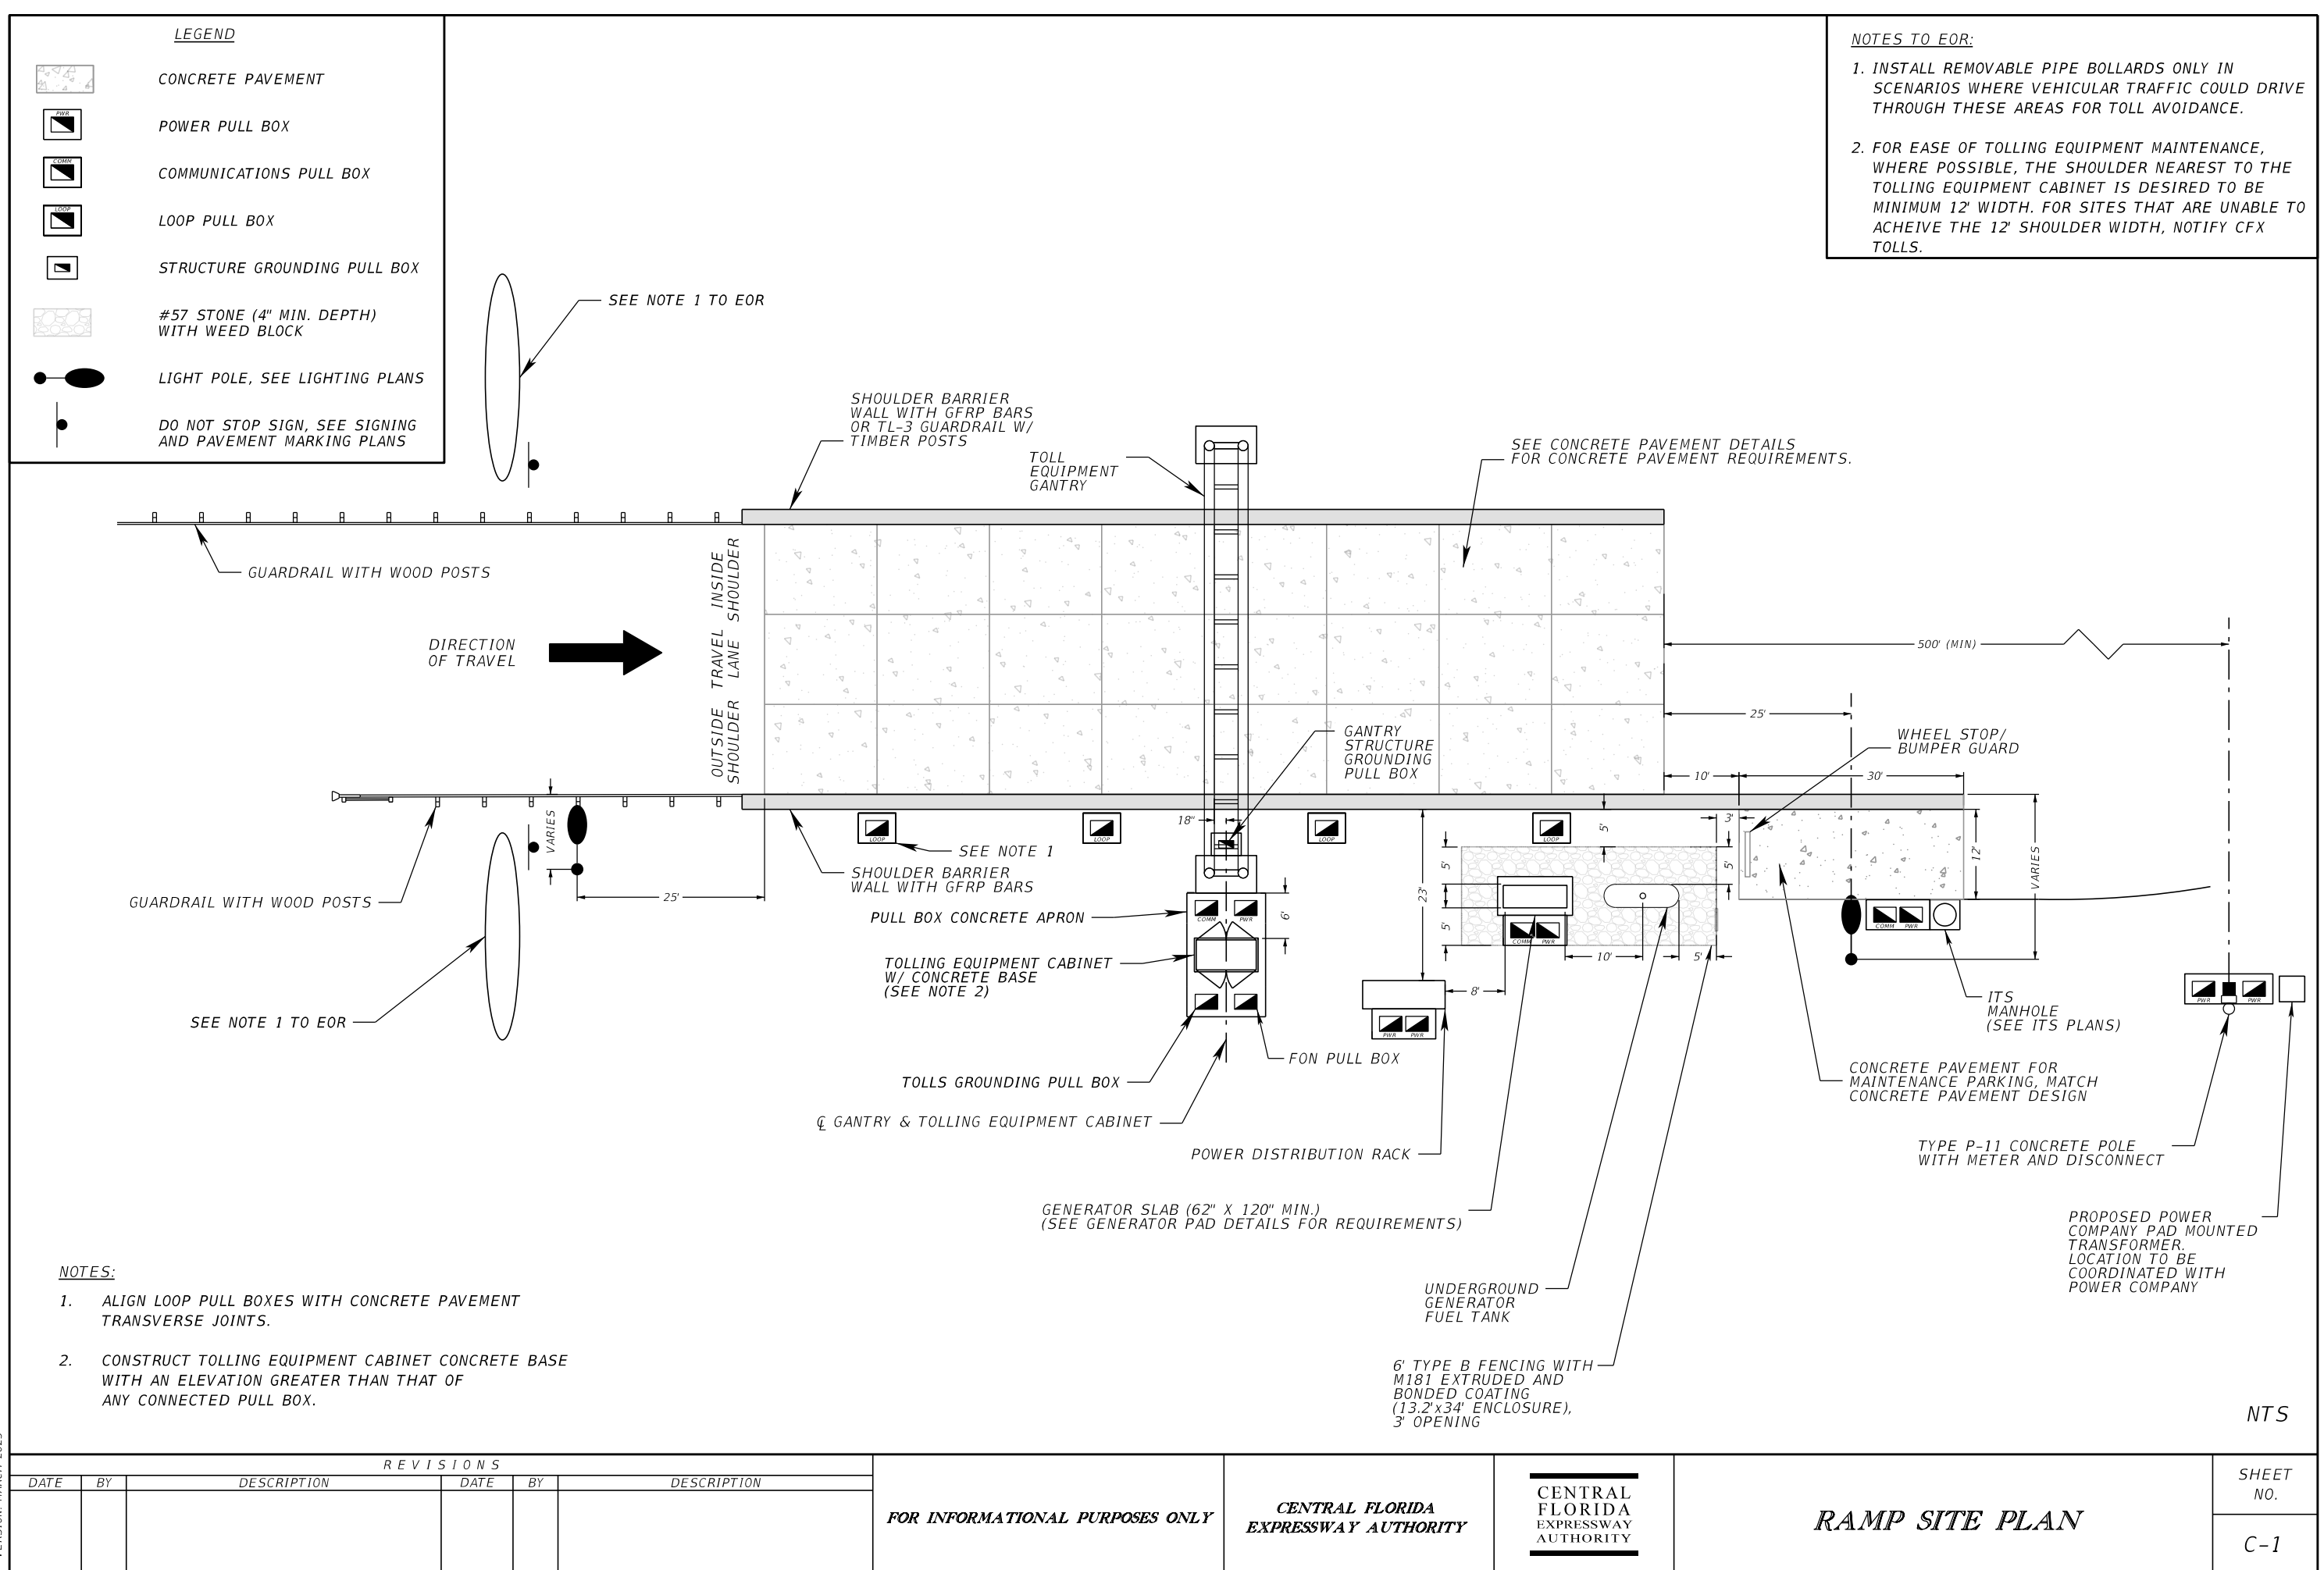 LEGEND
CONCRETE PAVEMENT
PWR
POWER PULL BOX
COMM
COMMUNICATIONS PULL BOX
LOOP
LOOP PULL BOX
STRUCTURE GROUNDING PULL BOX
#57 STONE (4" MIN. DEPTH)
WITH WEED BLOCK
LIGHT POLE, SEE LIGHTING PLANS
DO NOT STOP SIGN, SEE SIGNING
AND PAVEMENT MARKING PLANS
NOTES TO EOR:
1. INSTALL REMOVABLE PIPE BOLLARDS ONLY IN
SCENARIOS WHERE VEHICULAR TRAFFIC COULD DRIVE
THROUGH THESE AREAS FOR TOLL AVOIDANCE.
2. FOR EASE OF TOLLING EQUIPMENT MAINTENANCE,
WHERE POSSIBLE, THE SHOULDER NEAREST TO THE
TOLLING EQUIPMENT CABINET IS DESIRED TO BE
MINIMUM 12' WIDTH. FOR SITES THAT ARE UNABLE TO
ACHEIVE THE 12' SHOULDER WIDTH, NOTIFY CFX
TOLLS.
SEE NOTE 1 TO EOR
SHOULDER BARRIER
WALL WITH GFRP BARS
OR TL-3 GUARDRAIL W/
TIMBER POSTS
TOLL
EQUIPMENT
GANTRY
SEE CONCRETE PAVEMENT DETAILS
FOR CONCRETE PAVEMENT REQUIREMENTS.
GUARDRAIL WITH WOOD POSTS
DIRECTION
OF TRAVEL
INSIDE
SHOULDER
TRAVEL
LANE
OUTSIDE
SHOULDER
500' (MIN)
25'
GANTRY
STRUCTURE
GROUNDING
PULL BOX
WHEEL STOP/
BUMPER GUARD
10'
30'
VARIES
18"
LOOP
LOOP
LOOP
LOOP
5'
3'
SEE NOTE 1
SHOULDER BARRIER
WALL WITH GFRP BARS
5'
5'
12'
VARIES
GUARDRAIL WITH WOOD POSTS
25'
23'
6'
PULL BOX CONCRETE APRON
COMM
PWR
5'
COMM
PWR
COMM
PWR
10'
5'
TOLLING EQUIPMENT CABINET
W/ CONCRETE BASE
(SEE NOTE 2)
8'
PWR
PWR
PWR
PWR
SEE NOTE 1 TO EOR
ITS
MANHOLE
(SEE ITS PLANS)
FON PULL BOX
TOLLS GROUNDING PULL BOX
CONCRETE PAVEMENT FOR
MAINTENANCE PARKING, MATCH
CONCRETE PAVEMENT DESIGN
℄ GANTRY & TOLLING EQUIPMENT CABINET
POWER DISTRIBUTION RACK
TYPE P-11 CONCRETE POLE
WITH METER AND DISCONNECT
GENERATOR SLAB (62" X 120" MIN.)
(SEE GENERATOR PAD DETAILS FOR REQUIREMENTS)
PROPOSED POWER
COMPANY PAD MOUNTED
TRANSFORMER.
LOCATION TO BE
COORDINATED WITH
POWER COMPANY
UNDERGROUND
GENERATOR
FUEL TANK
6' TYPE B FENCING WITH
M181 EXTRUDED AND
BONDED COATING
(13.2'x34' ENCLOSURE),
3' OPENING
NOTES:
1. ALIGN LOOP PULL BOXES WITH CONCRETE PAVEMENT
TRANSVERSE JOINTS.
2. CONSTRUCT TOLLING EQUIPMENT CABINET CONCRETE BASE
WITH AN ELEVATION GREATER THAN THAT OF
ANY CONNECTED PULL BOX.
NTS
REVISIONS
DATE BY DESCRIPTION DATE BY DESCRIPTION
FOR INFORMATIONAL PURPOSES ONLY
CENTRAL FLORIDA
EXPRESSWAY AUTHORITY
CENTRAL
FLORIDA
EXPRESSWAY
AUTHORITY
RAMP SITE PLAN
SHEET
NO.
C-1